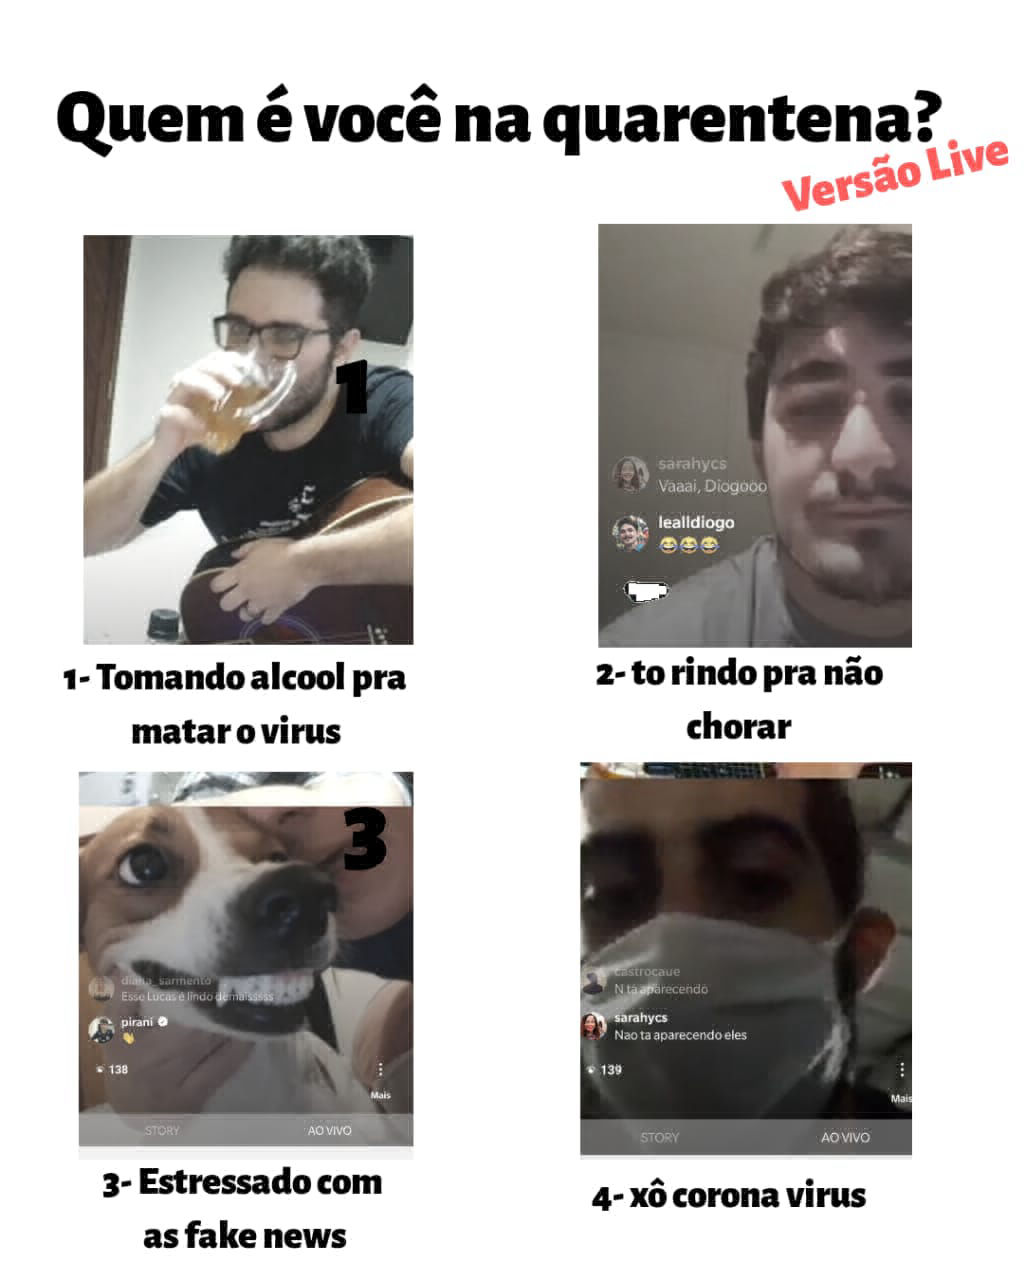 Quem é você na quarentena?
Versão Live
1
sarahycs
Vaaai, Diogooo
lealldiogo
😂😂😂
1- Tomando alcool pra
matar o virus
2- to rindo pra não
chorar
3
diana_sarmento
Esse Lucas é lindo demaisssss
pirani
👏
138
Mais
STORY
AO VIVO
castrocaue
N tá aparecendo
sarahycs
Nao ta aparecendo eles
139
Mais
STORY
AO VIVO
3- Estressado com
as fake news
4- xô corona virus